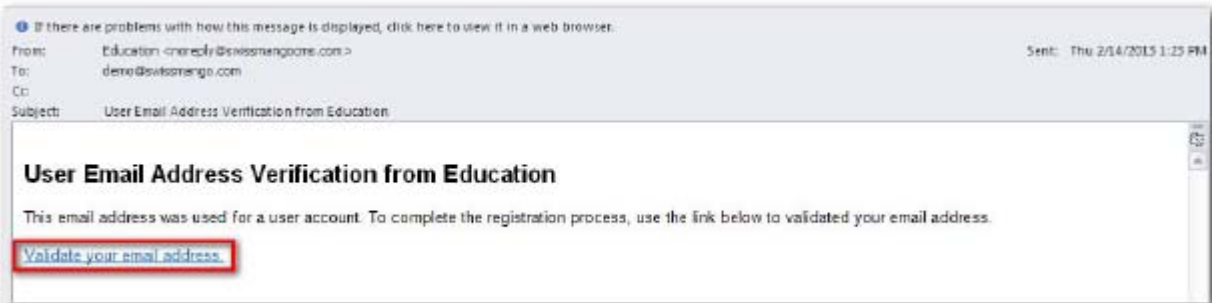 If there are problems with how this message is displayed, click here to view it in a web browser.
From: Education <noreply@swissmangocms.com> Sent: Thu 2/14/2013 1:23 PM
To: demo@swissmango.com
Cc:
Subject: User Email Address Verification from Education
User Email Address Verification from Education
This email address was used for a user account. To complete the registration process, use the link below to validated your email address.
Validate your email address.